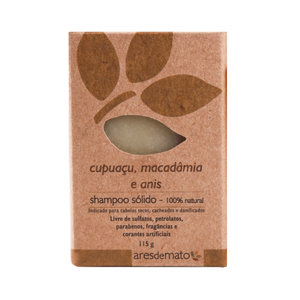 cupuaçu, macadâmia
e anis
shampoo sólido - 100% natural
Indicado para cabelos secos, cacheados e danificados
Livre de sulfatos, petrolatos,
parabenos, fragâncias e
corantes artificiais
115 g
aresdemato